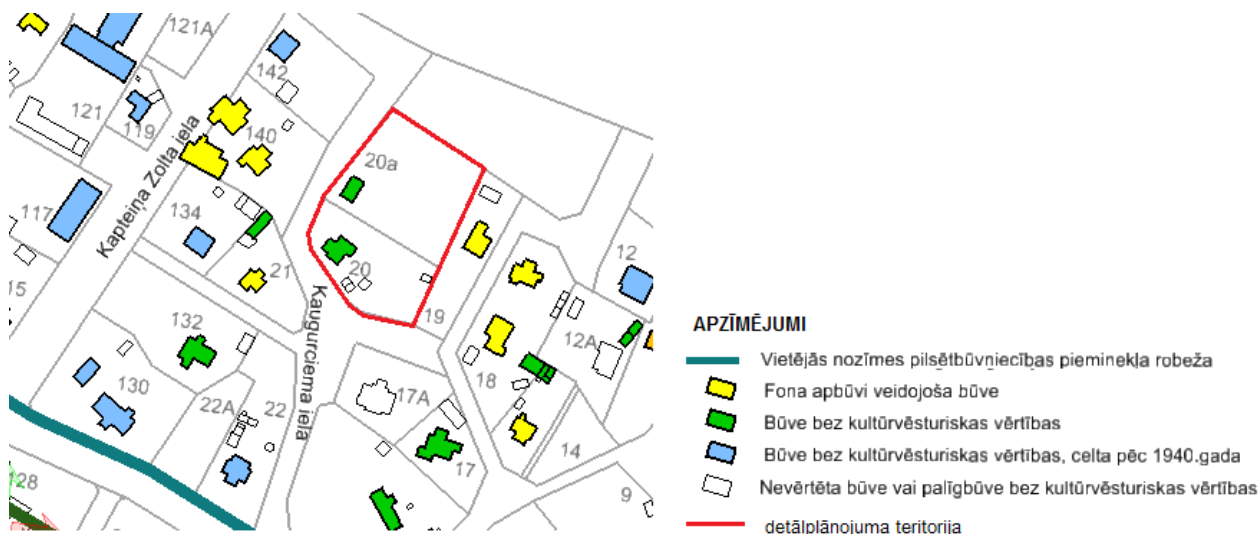 121A
142
121
119
140
20a
117
Kapteiņa Zolta iela
134
20
21
12
15
Kaugurciema iela
19
132
12A
130
18
17A
22A
22
17
14
128
9
APZĪMĒJUMI
Vietējās nozīmes pilsētbūvniecības pieminekļa robeža
Fona apbūvi veidojoša būve
Būve bez kultūrvēsturiskas vērtības
Būve bez kultūrvēsturiskas vērtības, celta pēc 1940.gada
Nevērtēta būve vai palīgbūve bez kultūrvēsturiskas vērtības
detālplānojuma teritorija